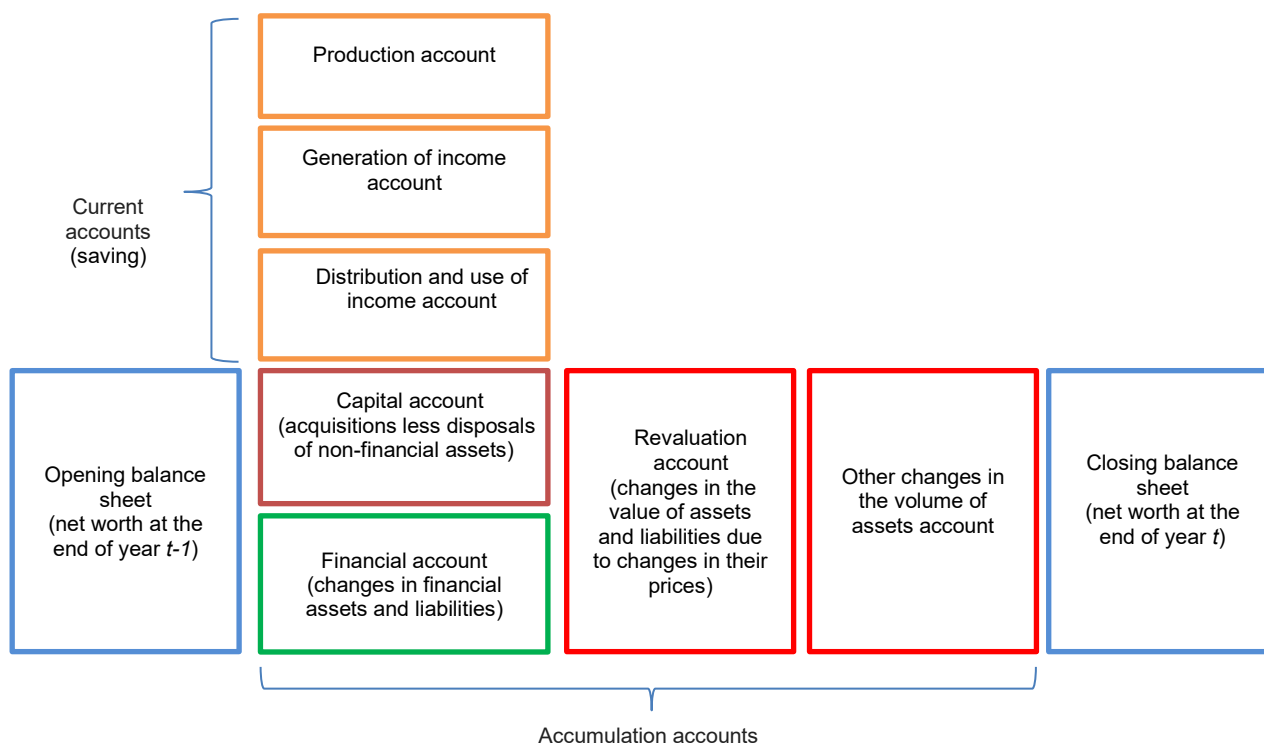 Production account
Generation of income
account
Current
accounts
(saving)
Distribution and use of
income account
Opening balance
sheet
(net worth at the
end of year t-1)
Capital account
(acquisitions less disposals
of non-financial assets)
Financial account
(changes in financial
assets and liabilities)
Revaluation
account
(changes in the
value of assets
and liabilities due
to changes in their
prices)
Other changes in
the volume of
assets account
Closing balance
sheet
(net worth at the
end of year t)
Accumulation accounts